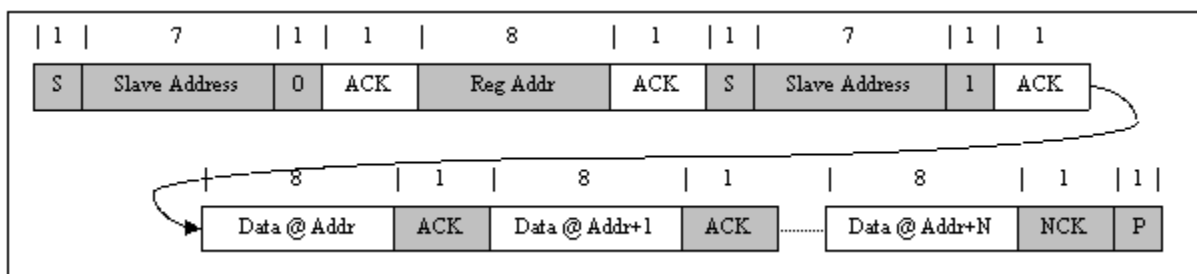 | 1 | 7 | 1 | 1 | 8 | 1 | 1 | 7 | 1 | 1
S Slave Address 0 ACK Reg Addr ACK S Slave Address 1 ACK
| 8 | 1 | 8 | 1 | 8 | 1 | 1 |
Data @ Addr ACK Data @ Addr+1 ACK Data @ Addr+N NCK P